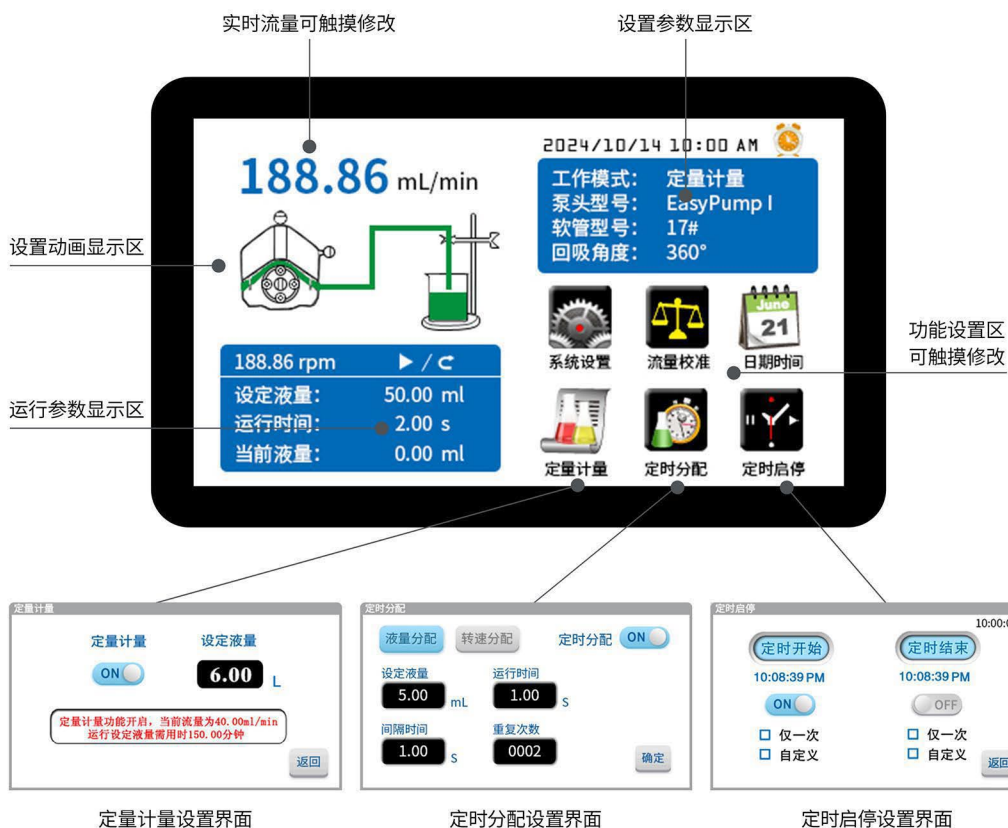 实时流量可触摸修改
设置参数显示区
2024/10/14 10:00 AM
188.86 mL/min
工作模式： 定量计量
泵头型号： EasyPump I
软管型号： 17#
回吸角度： 360°
设置动画显示区
June
21
系统设置
流量校准
日期时间
功能设置区
可触摸修改
188.86 rpm
设定液量： 50.00 ml
运行时间： 2.00 s
当前液量： 0.00 ml
运行参数显示区
定量计量
定时分配
定时启停
定量计量
定量计量
设定液量
ON
6.00 L
定量计量功能开启，当前流量为40.00ml/min
运行设定液量需用时150.00分钟
返回
定时分配
液量分配
转速分配
定时分配 ON
设定液量
运行时间
5.00 mL
1.00 S
间隔时间
重复次数
1.00 S
0002
确定
定时启停
10:00:0
定时开始
定时结束
10:08:39 PM
10:08:39 PM
ON
OFF
仅一次
仅一次
自定义
自定义
返回
定量计量设置界面
定时分配设置界面
定时启停设置界面